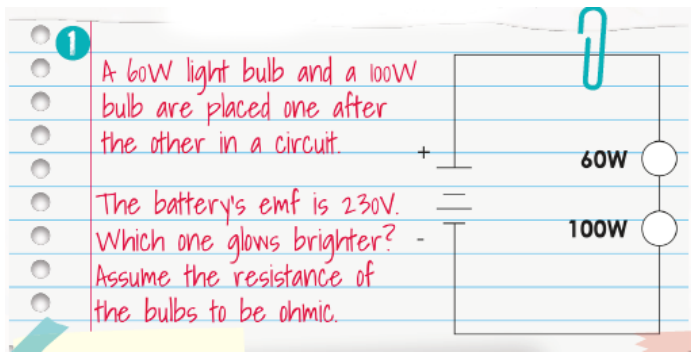 1
A 60W light bulb and a 100W
bulb are placed one after
the other in a circuit.
The battery's emf is 230V.
Which one glows brighter?
Assume the resistance of
the bulbs to be ohmic.
+
-
60W
100W